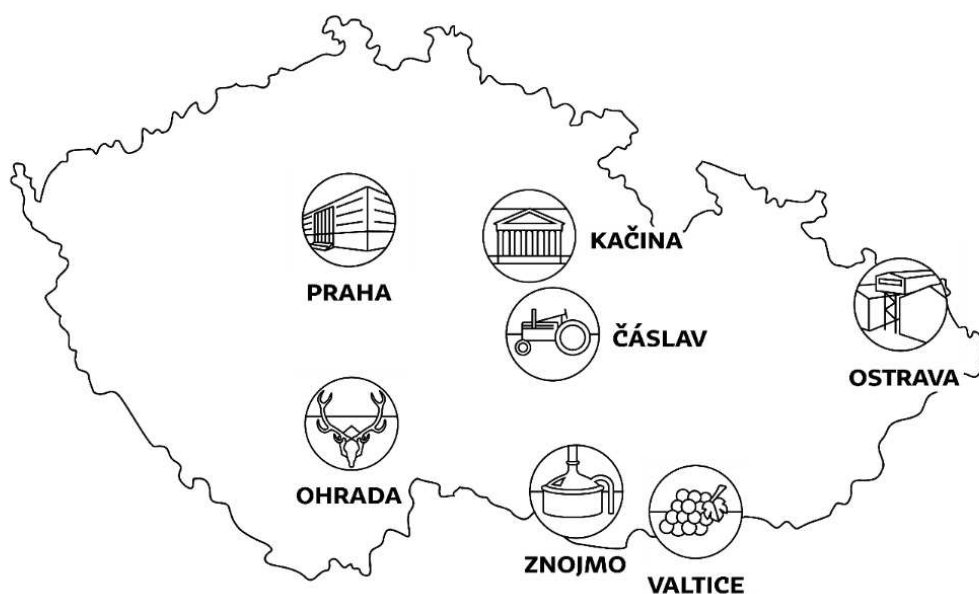 KAČINA
PRAHA
ČÁSLAV
OSTRAVA
OHRADA
ZNOJMO
VALTICE